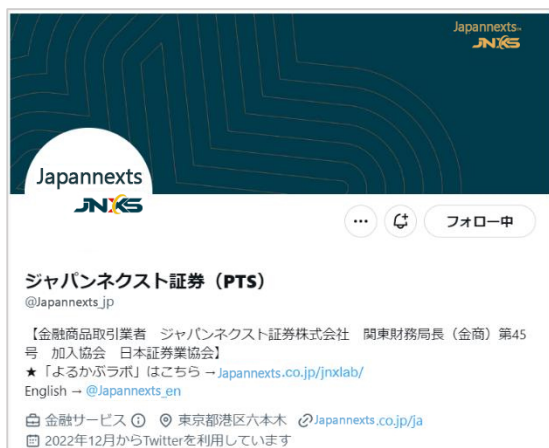 Japannexts
JNXS
Japannexts
JNXS
フォロー中
ジャパンネクスト証券（PTS）
@Japannexts_jp
【金融商品取引業者　ジャパンネクスト証券株式会社　関東財務局長（金商）第45
号　加入協会　日本証券業協会】
★「よるかぶラボ」はこちら→Japannexts.co.jp/jnxlab/
English → @Japannexts_en
金融サービス 東京都港区六本木 Japannexts.co.jp/ja
2022年12月からTwitterを利用しています